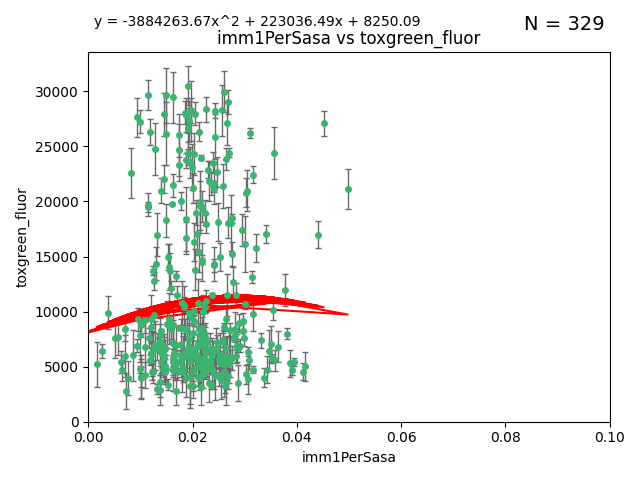 y = -3884263.67x^2 + 223036.49x + 8250.09
N = 329
imm1PerSasa vs toxgreen_fluor
30000
25000
20000
15000
10000
5000
0
toxgreen_fluor
0.00 0.02 0.04 0.06 0.08 0.10
imm1PerSasa